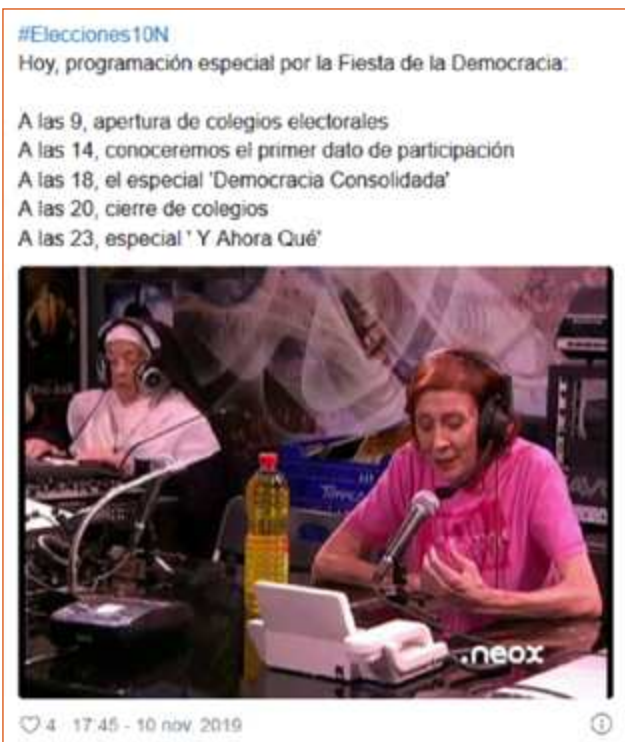 #Elecciones10N
Hoy, programación especial por la Fiesta de la Democracia:
A las 9, apertura de colegios electorales
A las 14, conoceremos el primer dato de participación
A las 18, el especial 'Democracia Consolidada'
A las 20, cierre de colegios
A las 23, especial ' Y Ahora Qué'
.neox
4 17:45 - 10 nov. 2019